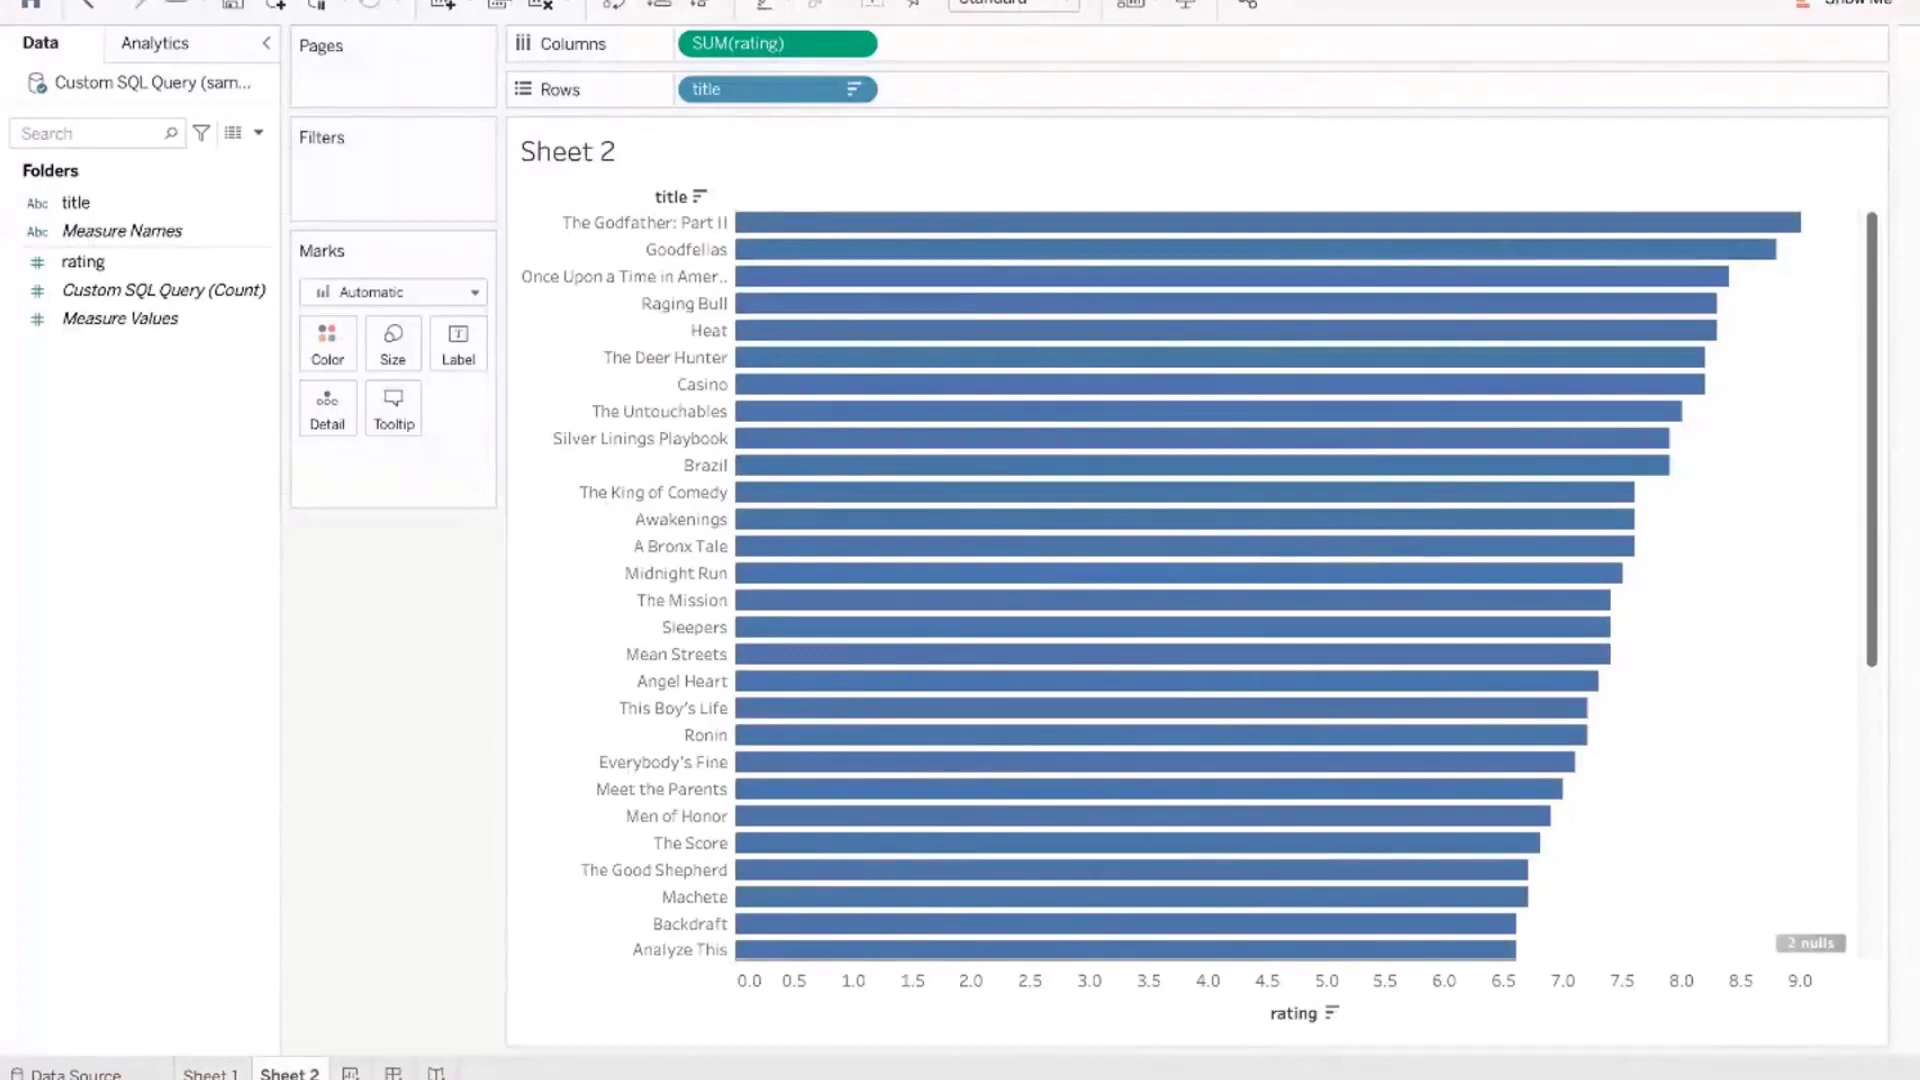 Standard
Show Me
Data
Analytics
Pages
Columns
SUM(rating)
Custom SQL Query (sam...
Rows
title
Search
Filters
Sheet 2
Folders
title
Abc title
The Godfather: Part II
Abc Measure Names
Goodfellas
Marks
rating
Once Upon a Time in Amer..
Custom SQL Query (Count)
Automatic
Raging Bull
Measure Values
Heat
Color
Size
Label
The Deer Hunter
Casino
The Untouchables
Detail
Tooltip
Silver Linings Playbook
Brazil
The King of Comedy
Awakenings
A Bronx Tale
Midnight Run
The Mission
Sleepers
Mean Streets
Angel Heart
This Boy's Life
Ronin
Everybody's Fine
Meet the Parents
Men of Honor
The Score
The Good Shepherd
Machete
Backdraft
Analyze This
2 nulls
0.0 0.5 1.0 1.5 2.0 2.5 3.0 3.5 4.0 4.5 5.0 5.5 6.0 6.5 7.0 7.5 8.0 8.5 9.0
rating
Data Source
Sheet 1
Sheet 2